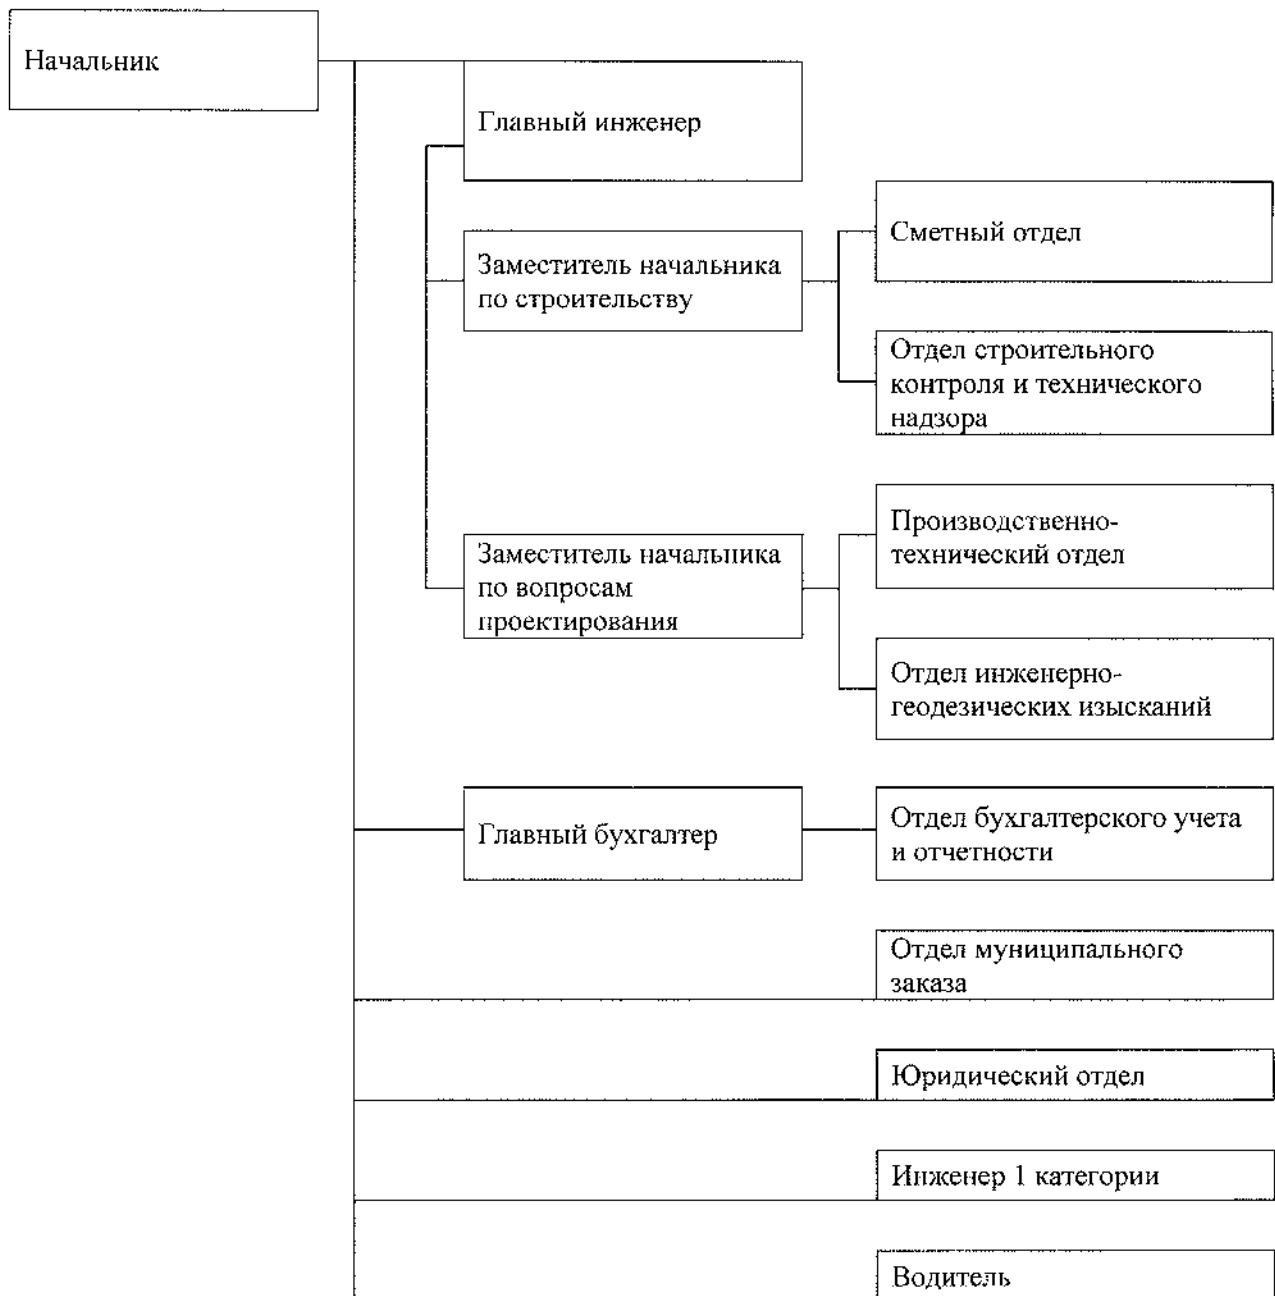 Начальник
Главный инженер
Сметный отдел
Заместитель начальника
по строительству
Отдел строительного
контроля и технического
надзора
Производственно-
технический отдел
Заместитель начальника
по вопросам
проектирования
Отдел инженерно-
геодезических изысканий
Главный бухгалтер
Отдел бухгалтерского учета
и отчетности
Отдел муниципального
заказа
Юридический отдел
Инженер 1 категории
Водитель